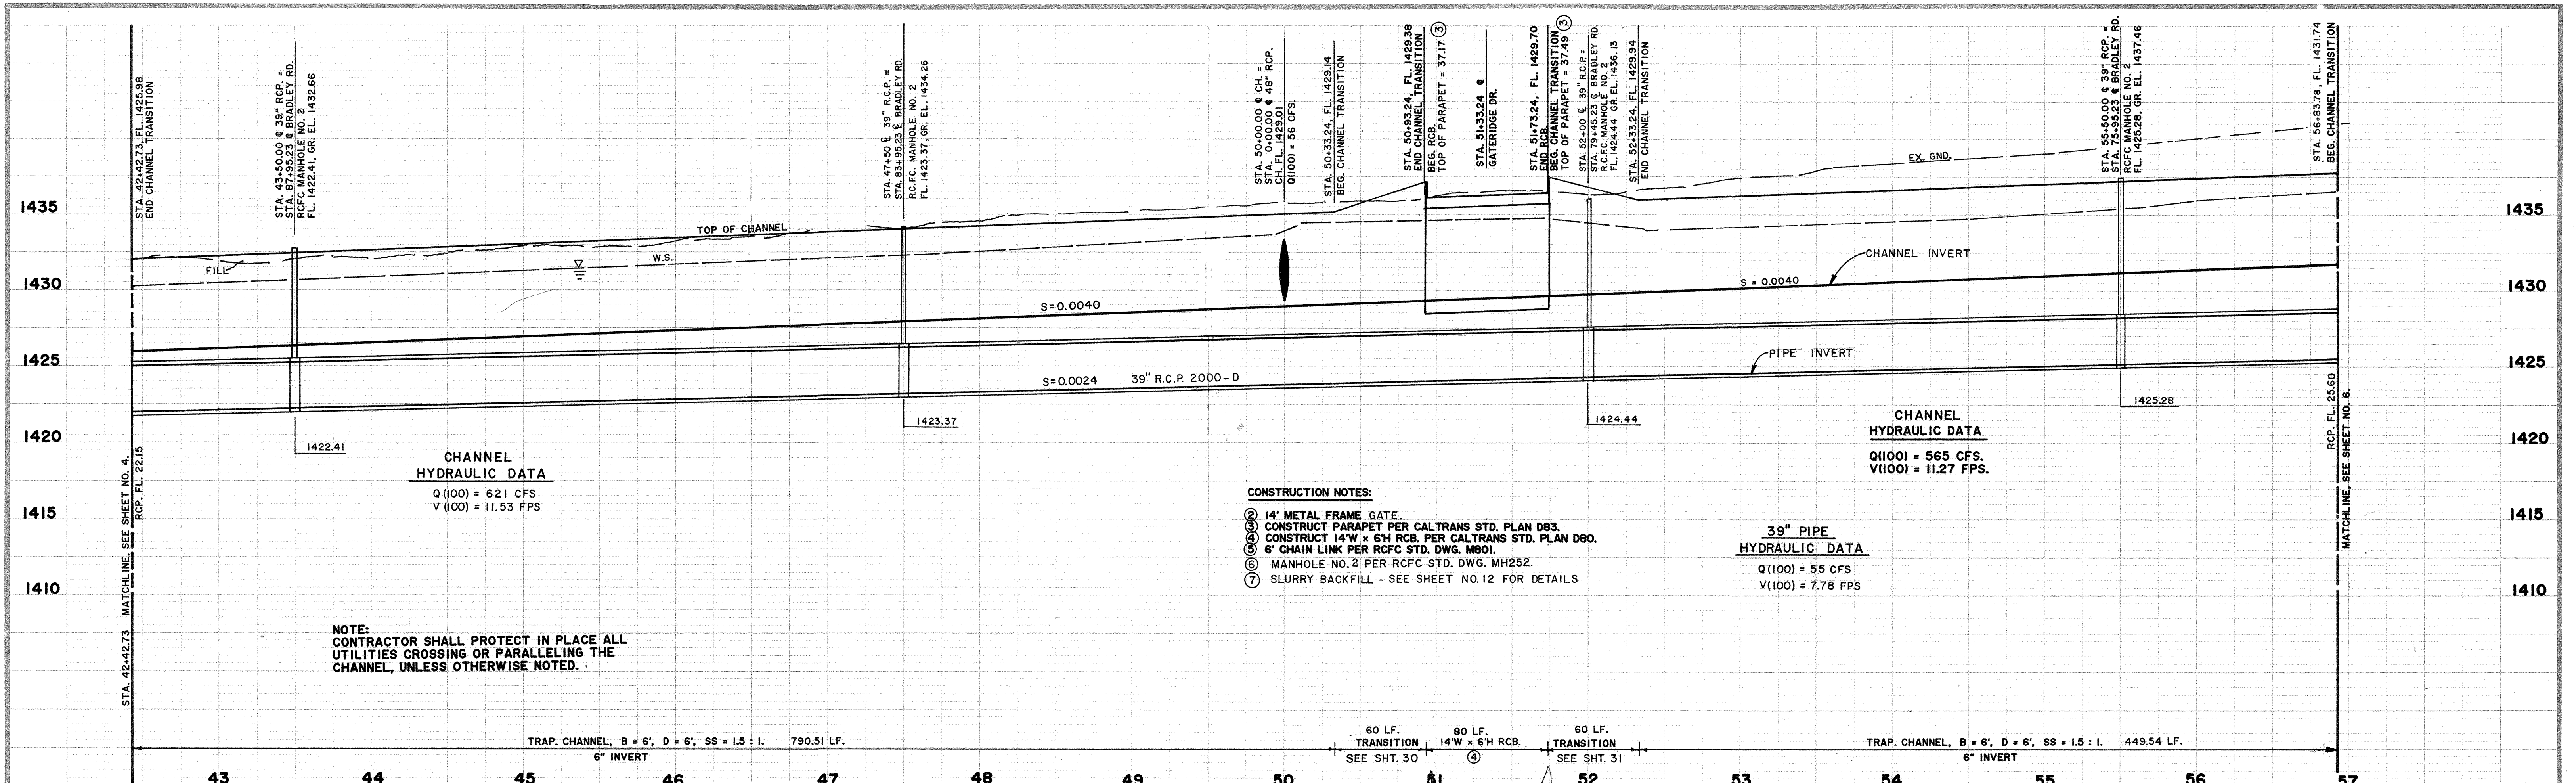 STA. 42+42.73, FL. 1425.98
END CHANNEL TRANSITION
STA. 43+50.00 ℄ 39" RCP. =
STA. 87+95.23 ℄ BRADLEY RD.
RCFC MANHOLE NO. 2
FL. 1422.41, GR. EL. 1432.66
STA. 47+50 ℄ 39" R.C.P. =
STA. 83+95.23 ℄ BRADLEY RD.
R.C.F.C. MANHOLE NO. 2
FL. 1423.37, GR. EL. 1434.26
STA. 50+00.00 ℄ CH. =
STA. 0+00.00 ℄ 48" RCP.
CH. FL. 1429.01
Q(100) = 56 CFS.
STA. 50+33.24, FL. 1429.14
BEG. CHANNEL TRANSITION
STA. 50+93.24, FL. 1429.38
END CHANNEL TRANSITION
BEG. RCB.
TOP OF PARAPET = 37.17 ③
STA. 51+33.24 ℄
GATERIDGE DR.
STA. 51+73.24, FL. 1429.70
END RCB.
BEG. CHANNEL TRANSITION
TOP OF PARAPET = 37.49 ③
STA. 52+00 ℄ 39" R.C.P =
STA. 79+45.23 ℄ BRADLEY RD.
R.C.F.C. MANHOLE NO. 2
FL. 1424.44 GR. EL. 1436.13
STA. 52+33.24, FL. 1429.94
END CHANNEL TRANSITION
STA. 55+50.00 ℄ 39" RCP. =
STA. 75+95.23 ℄ BRADLEY RD.
RCFC MANHOLE NO. 2
FL. 1425.28, GR. EL. 1437.46
STA. 56+83.78, FL. 1431.74
BEG. CHANNEL TRANSITION
1435
1430
1425
1420
1415
1410
1435
1430
1425
1420
1415
1410
FILL
TOP OF CHANNEL
W.S.
EX. GND.
CHANNEL INVERT
S=0.0040
S = 0.0040
PIPE INVERT
S=0.0024
39" R.C.P. 2000-D
1422.41
1423.37
1424.44
1425.28
STA. 42+42.73 MATCHLINE, SEE SHEET NO. 4.
RCP. FL. 22.15
RCP. FL. 25.60
MATCHLINE, SEE SHEET NO. 6.
CHANNEL
HYDRAULIC DATA
Q(100) = 621 CFS
V(100) = 11.53 FPS
CHANNEL
HYDRAULIC DATA
Q(100) = 565 CFS.
V(100) = 11.27 FPS.
CONSTRUCTION NOTES:
② 14' METAL FRAME GATE.
③ CONSTRUCT PARAPET PER CALTRANS STD. PLAN D83.
④ CONSTRUCT 14'W x 6'H RCB. PER CALTRANS STD. PLAN D80.
⑤ 6' CHAIN LINK PER RCFC STD. DWG. M801.
⑥ MANHOLE NO. 2 PER RCFC STD. DWG. MH252.
⑦ SLURRY BACKFILL - SEE SHEET NO. 12 FOR DETAILS
39" PIPE
HYDRAULIC DATA
Q(100) = 55 CFS
V(100) = 7.78 FPS
NOTE:
CONTRACTOR SHALL PROTECT IN PLACE ALL
UTILITIES CROSSING OR PARALLELING THE
CHANNEL, UNLESS OTHERWISE NOTED.
TRAP. CHANNEL, B = 6', D = 6', SS = 1.5 : 1. 790.51 LF.
6" INVERT
60 LF.
TRANSITION
SEE SHT. 30
80 LF.
14'W x 6'H RCB.
④
60 LF.
TRANSITION
SEE SHT. 31
TRAP. CHANNEL, B = 6', D = 6', SS = 1.5 : 1. 449.54 LF.
6" INVERT
43 44 45 46 47 48 49 50 51 52 53 54 55 56 57